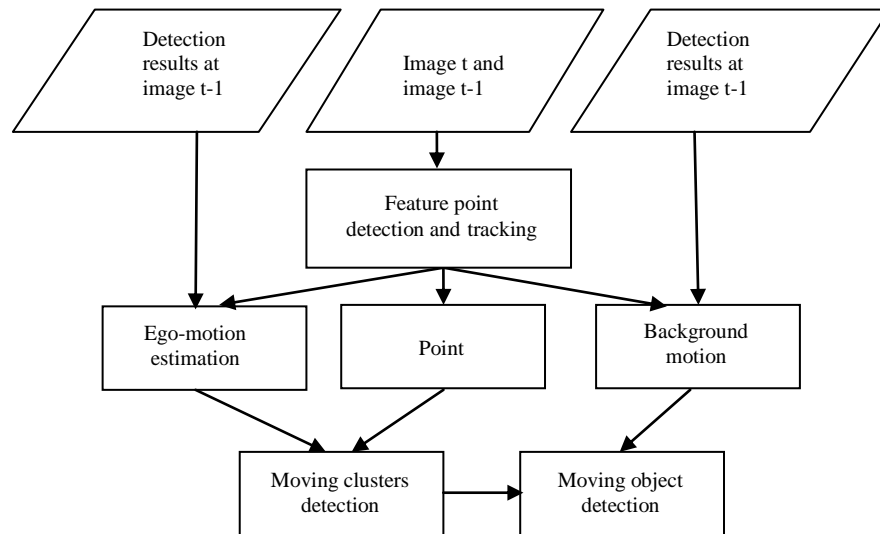 Detection
results at
image t-1
Image t and
image t-1
Detection
results at
image t-1
Feature point
detection and tracking
Ego-motion
estimation
Point
Background
motion
Moving clusters
detection
Moving object
detection